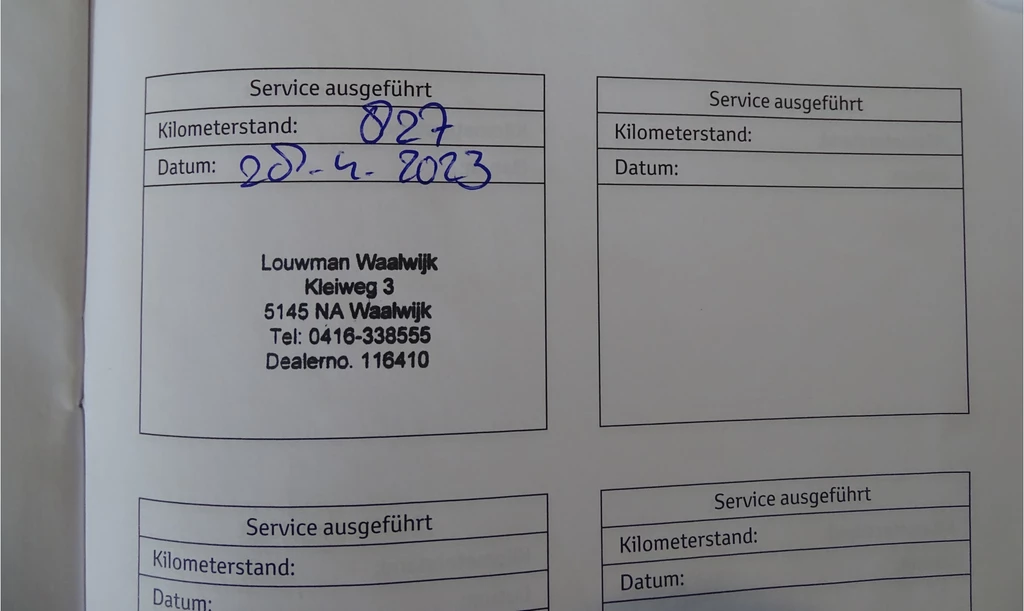 Service ausgeführt
Kilometerstand: 827
Datum: 28-4-2023
Louwman Waalwijk
Kleiweg 3
5145 NA Waalwijk
Tel: 0416-338555
Dealerno. 116410
Service ausgeführt
Kilometerstand:
Datum:
Service ausgeführt
Kilometerstand:
Datum:
Service ausgeführt
Kilometerstand:
Datum: